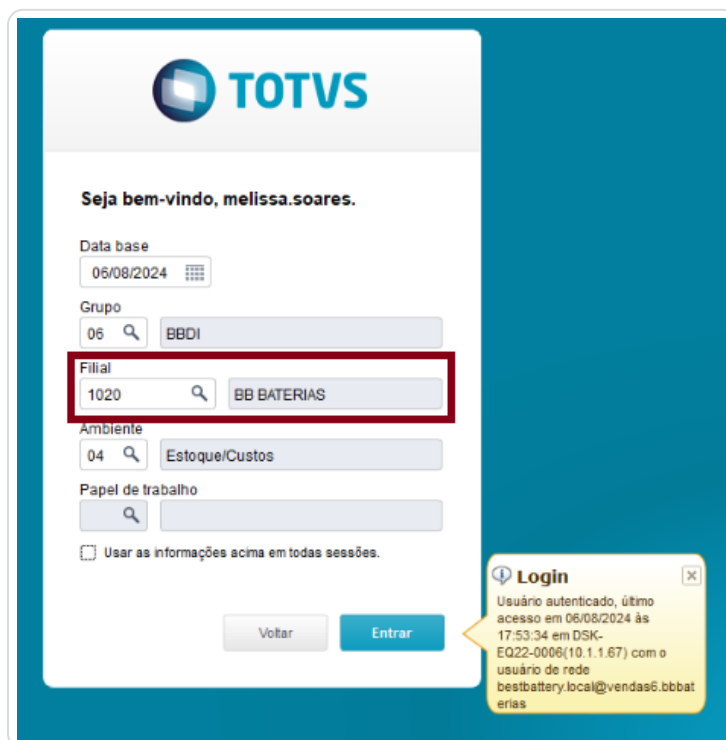 TOTVS
Seja bem-vindo, melissa.soares.
Data base
06/08/2024
Grupo
06 BBDI
Filial
1020 BB BATERIAS
Ambiente
04 Estoque/Custos
Papel de trabalho
Usar as informações acima em todas sessões.
Voltar Entrar
Login
Usuário autenticado, último
acesso em 06/08/2024 às
17:53:34 em DSK-
EQ22-0006(10.1.1.67) com o
usuário de rede
bestbattery.local@vendas6.bbbat
erias